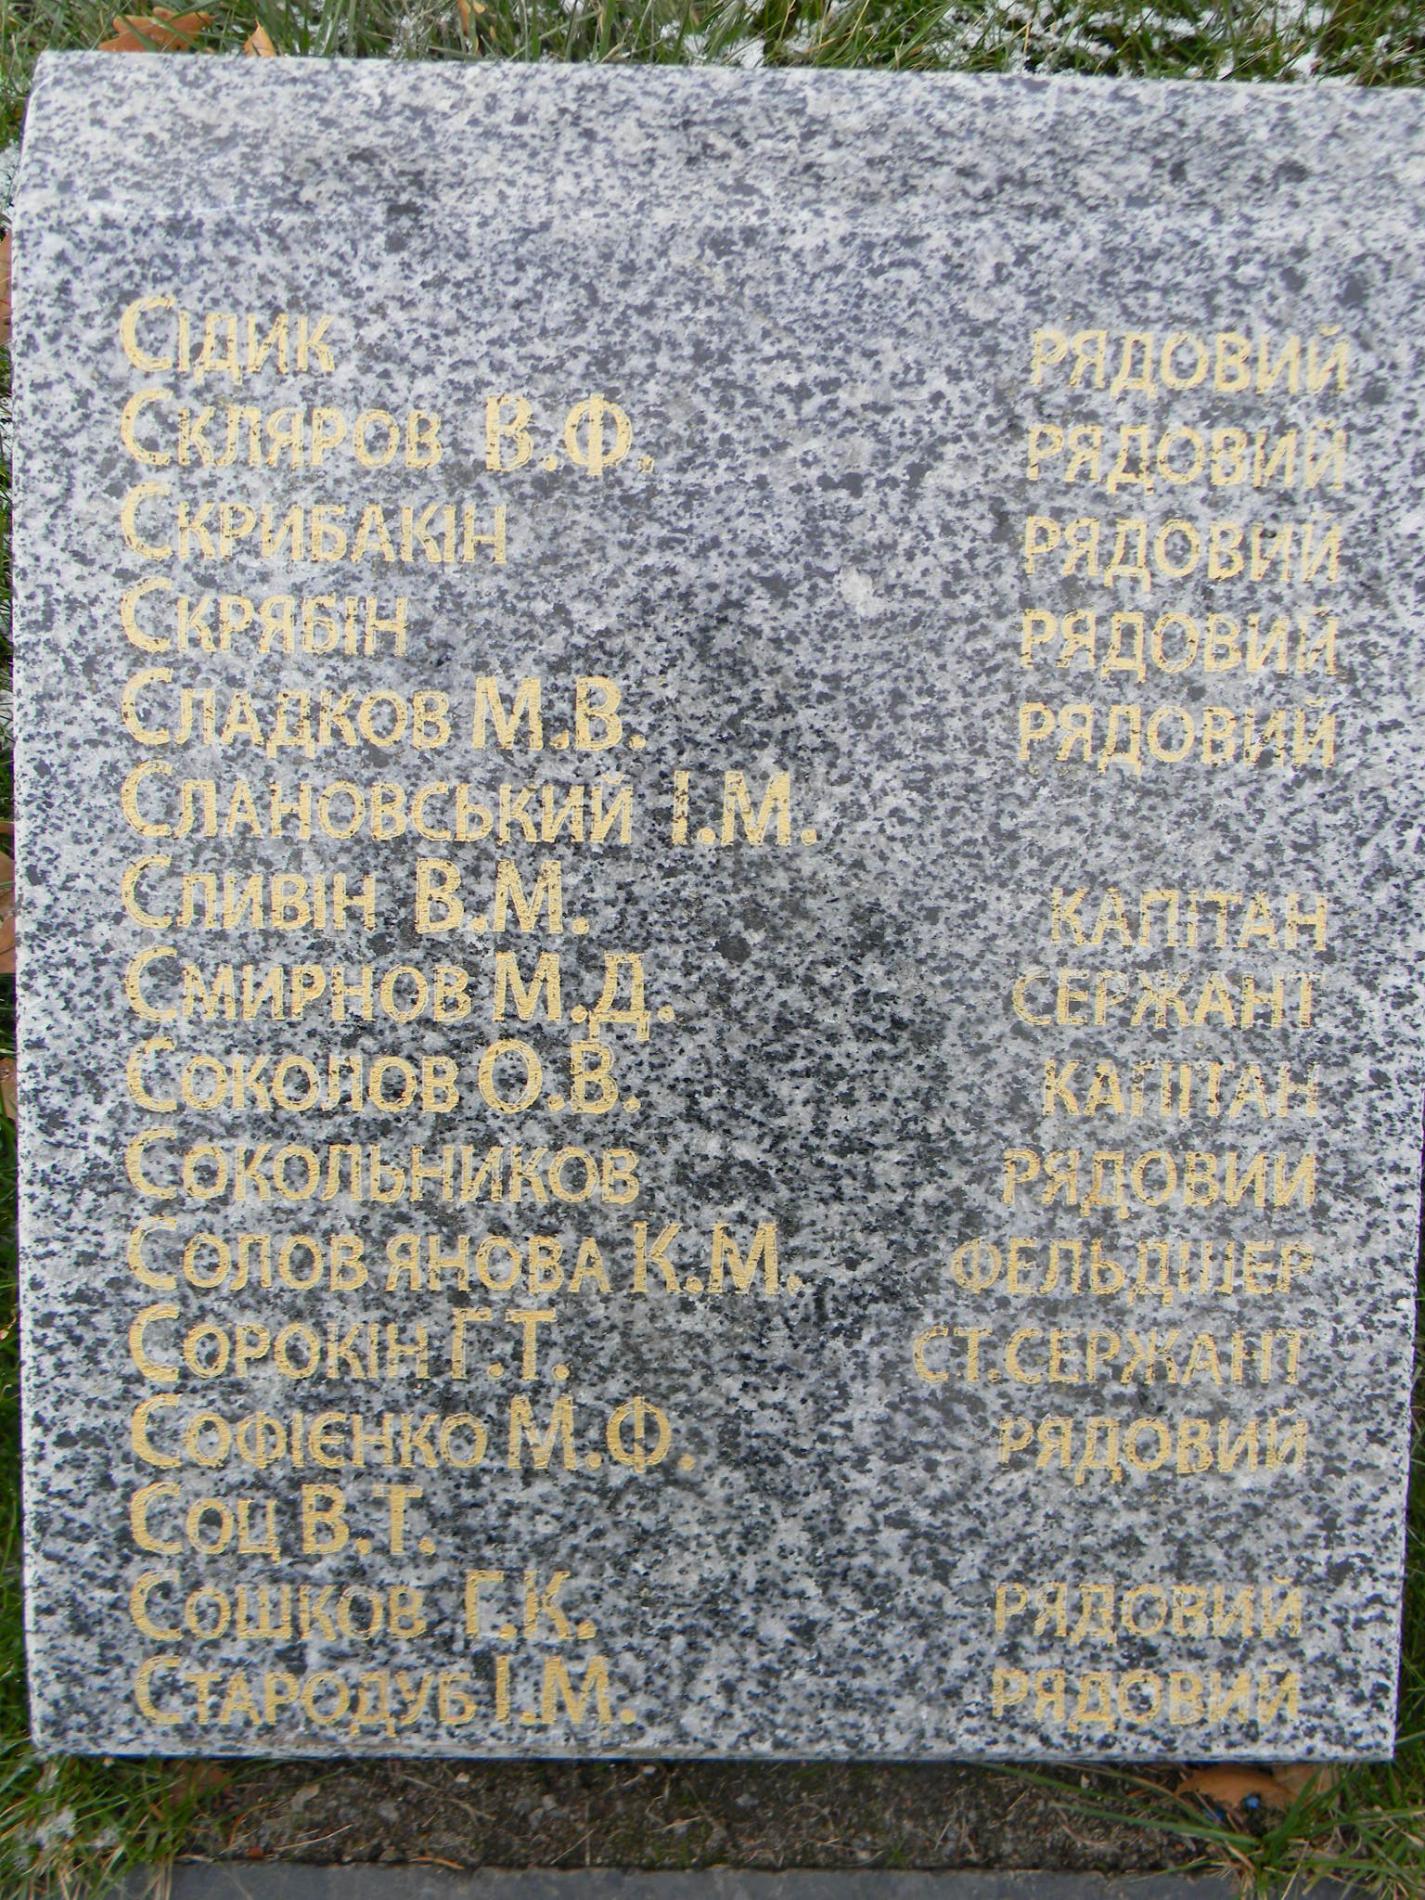 Сідик рядовий
Скляров В.Ф. рядовий
Скрибакін рядовий
Скрябін рядовий
Сладков М.В. рядовий
Слановський І.М.
Сливін В.М. капітан
Смирнов М.Д. сержант
Соколов О.В. капітан
Сокольников рядовий
Солов янова К.М. фельдшер
Сорокін Г.Т. ст.сержант
Софієнко М.Ф. рядовий
Соц В.Т.
Сошков Г.К. рядовий
Стародуб І.М. рядовий